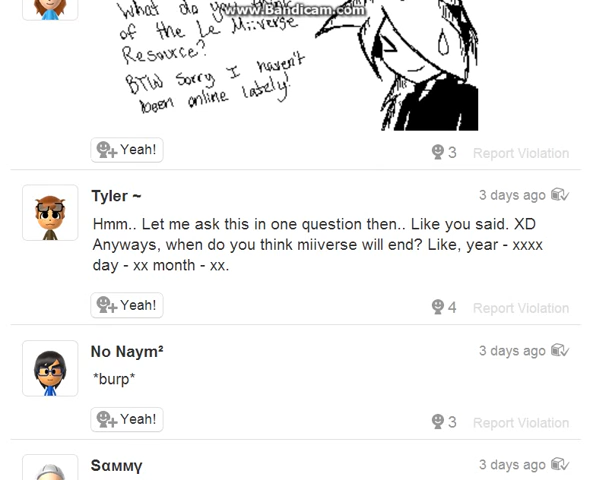 What do you think
www.Bandicam.com
of the Le Miiverse
Resource?
BTW Sorry I haven't
been online lately!
Yeah!
3 Report Violation
Tyler ~
3 days ago
Hmm.. Let me ask this in one question then.. Like you said. XD
Anyways, when do you think miiverse will end? Like, year - xxxx
day - xx month - xx.
Yeah!
4 Report Violation
No Naym²
3 days ago
*burp*
Yeah!
3 Report Violation
Sαммγ
3 days ago